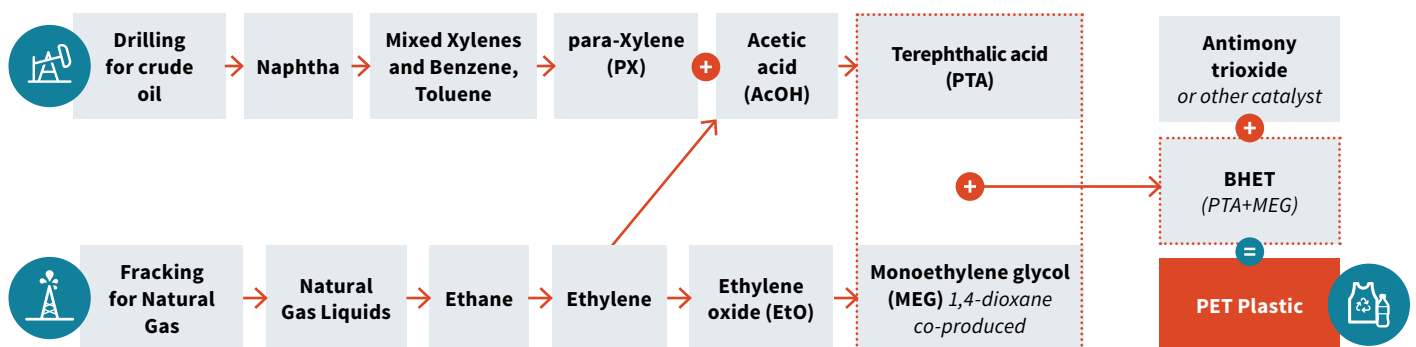 Drilling
for crude
oil
Naphtha
Mixed Xylenes
and Benzene,
Toluene
para-Xylene
(PX)
+
Acetic
acid
(AcOH)
Terephthalic acid
(PTA)
Antimony
trioxide
or other catalyst
+
+
BHET
(PTA+MEG)
=
Fracking
for Natural
Gas
Natural
Gas Liquids
Ethane
Ethylene
Ethylene
oxide (EtO)
Monoethylene glycol
(MEG) 1,4-dioxane
co-produced
PET Plastic